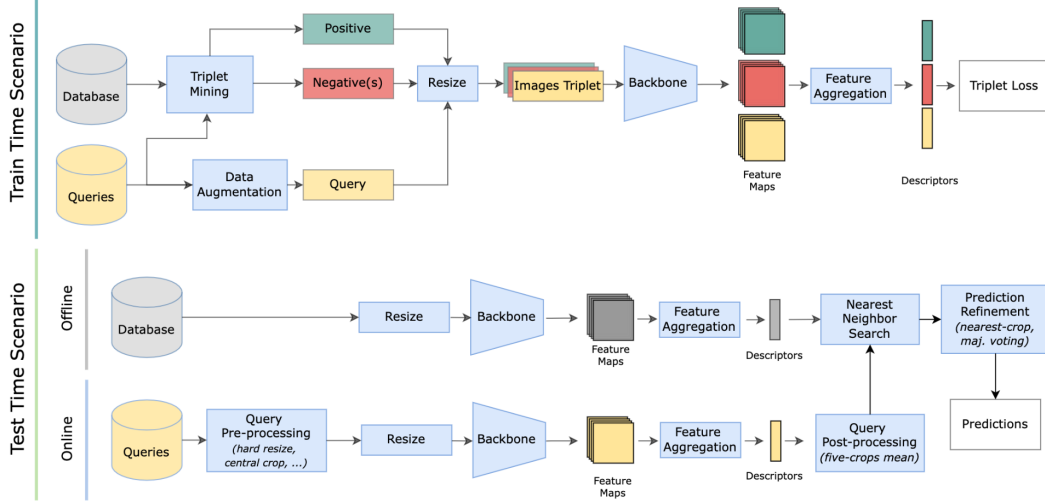 Train Time Scenario
Database
Queries
Triplet
Mining
Data
Augmentation
Positive
Negative(s)
Query
Resize
Images Triplet
Backbone
Feature
Maps
Feature
Aggregation
Descriptors
Triplet Loss
Test Time Scenario
Offline
Database
Resize
Backbone
Feature
Maps
Feature
Aggregation
Descriptors
Nearest
Neighbor
Search
Prediction
Refinement
(nearest-crop,
maj. voting)
Online
Queries
Query
Pre-processing
(hard resize,
central crop, ...)
Resize
Backbone
Feature
Maps
Feature
Aggregation
Descriptors
Query
Post-processing
(five-crops mean)
Predictions